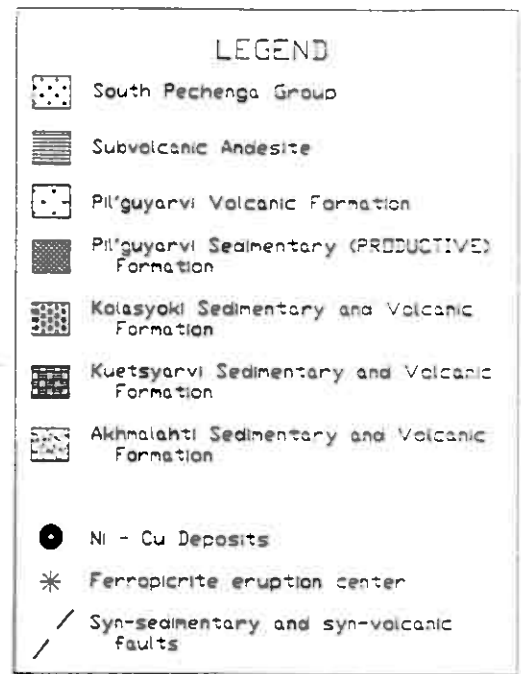 LEGEND
South Pechenga Group
Subvolcanic Andesite
Pil'guyarvi Volcanic Formation
Pil'guyarvi Sedimentary (PRODUCTIVE)
Formation
Kolasyoki Sedimentary and Volcanic
Formation
Kuetsyarvi Sedimentary and Volcanic
Formation
Akhmalahti Sedimentary and Volcanic
Formation
Ni - Cu Deposits
Ferropicrite eruption center
Syn-sedimentary and syn-volcanic
faults